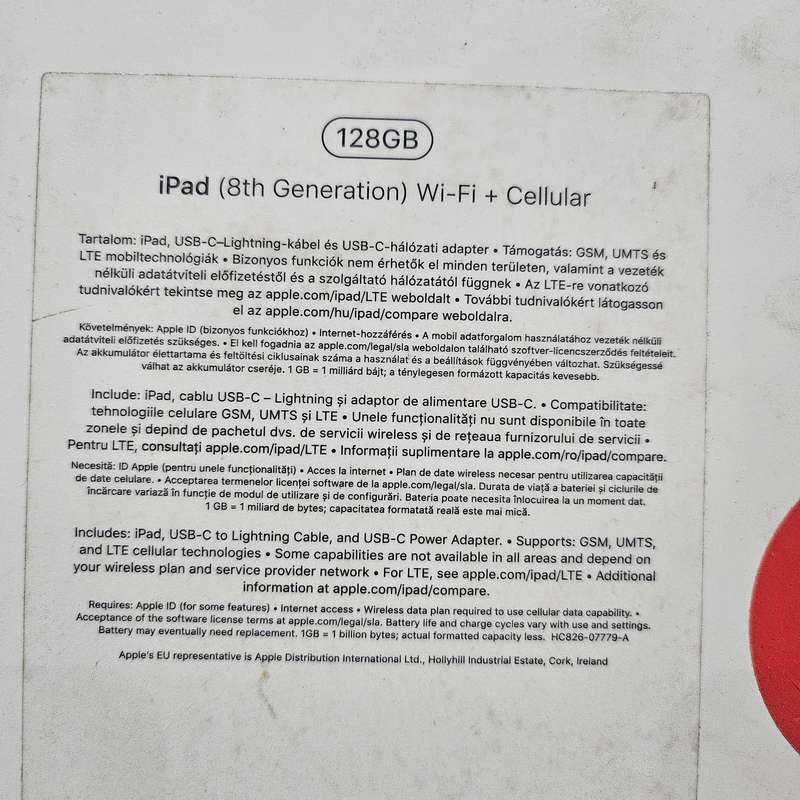 128GB
iPad (8th Generation) Wi-Fi + Cellular
Tartalom: iPad, USB-C–Lightning-kábel és USB-C-hálózati adapter • Támogatás: GSM, UMTS és
LTE mobiltechnológiák • Bizonyos funkciók nem érhetők el minden területen, valamint a vezeték
nélküli adatátviteli előfizetéstől és a szolgáltató hálózatától függnek • Az LTE-re vonatkozó
tudnivalókért tekintse meg az apple.com/ipad/LTE weboldalt • További tudnivalókért látogasson
el az apple.com/hu/ipad/compare weboldalra.
Követelmények: Apple ID (bizonyos funkciókhoz) • Internet-hozzáférés • A mobil adatforgalom használatához vezeték nélküli
adatátviteli előfizetés szükséges. • El kell fogadnia az apple.com/legal/sla weboldalon található szoftver-licencszerződés feltételeit.
Az akkumulátor élettartama és feltöltési ciklusainak száma a használat és a beállítások függvényében változhat. Szükségessé
válhat az akkumulátor cseréje. 1 GB = 1 milliárd bájt; a ténylegesen formázott kapacitás kevesebb.
Include: iPad, cablu USB-C – Lightning și adaptor de alimentare USB-C. • Compatibilitate:
tehnologiile celulare GSM, UMTS și LTE • Unele funcționalități nu sunt disponibile în toate
zonele și depind de pachetul dvs. de servicii wireless și de rețeaua furnizorului de servicii •
Pentru LTE, consultați apple.com/ipad/LTE • Informații suplimentare la apple.com/ro/ipad/compare.
Necesită: ID Apple (pentru unele funcționalități) • Acces la internet • Plan de date wireless necesar pentru utilizarea capacității
de date celulare. • Acceptarea termenelor licenței software de la apple.com/legal/sla. Durata de viață a bateriei și ciclurile de
încărcare variază în funcție de modul de utilizare și de configurări. Bateria poate necesita înlocuirea la un moment dat.
1 GB = 1 miliard de bytes; capacitatea formatată reală este mai mică.
Includes: iPad, USB-C to Lightning Cable, and USB-C Power Adapter. • Supports: GSM, UMTS,
and LTE cellular technologies • Some capabilities are not available in all areas and depend on
your wireless plan and service provider network • For LTE, see apple.com/ipad/LTE • Additional
information at apple.com/ipad/compare.
Requires: Apple ID (for some features) • Internet access • Wireless data plan required to use cellular data capability. •
Acceptance of the software license terms at apple.com/legal/sla. Battery life and charge cycles vary with use and settings.
Battery may eventually need replacement. 1GB = 1 billion bytes; actual formatted capacity less. HC826-07779-A
Apple's EU representative is Apple Distribution International Ltd., Hollyhill Industrial Estate, Cork, Ireland